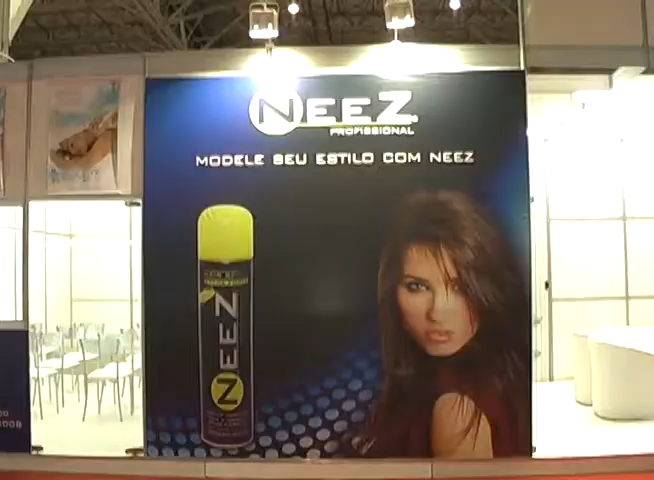 NEEZ
PROFISSIONAL
MODELE SEU ESTILO COM NEEZ
NEEZ
Z